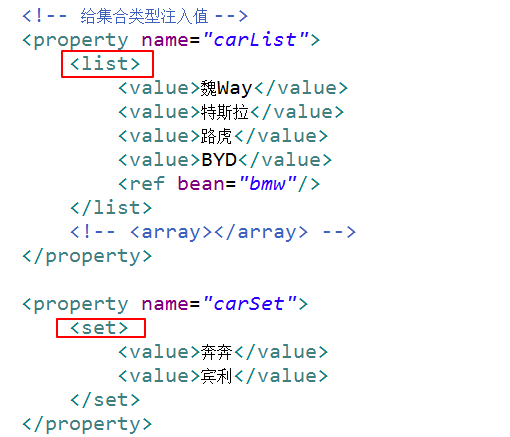 <!-- 给集合类型注入值 -->
<property name="carList">
<list>
<value>魏Way</value>
<value>特斯拉</value>
<value>路虎</value>
<value>BYD</value>
<ref bean="bmw"/>
</list>
<!-- <array></array> -->
</property>
<property name="carSet">
<set>
<value>奔奔</value>
<value>宾利</value>
</set>
</property>